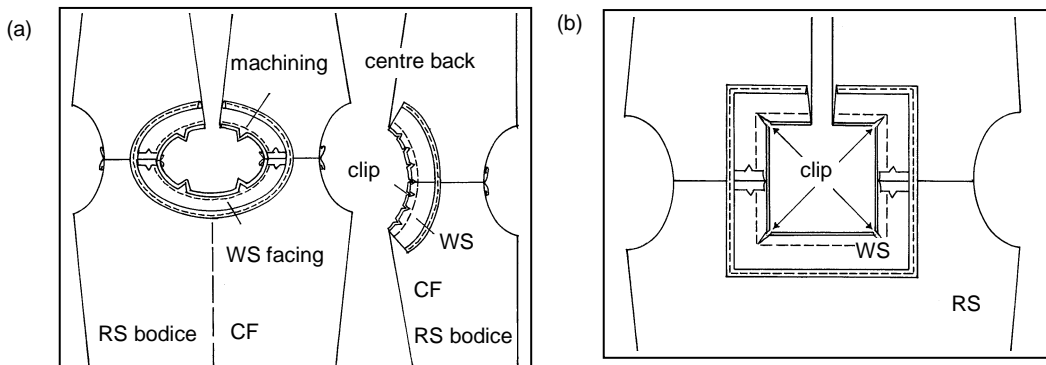 (a)
machining
centre back
clip
WS
WS facing
CF
RS bodice
CF
RS bodice
(b)
clip
WS
RS